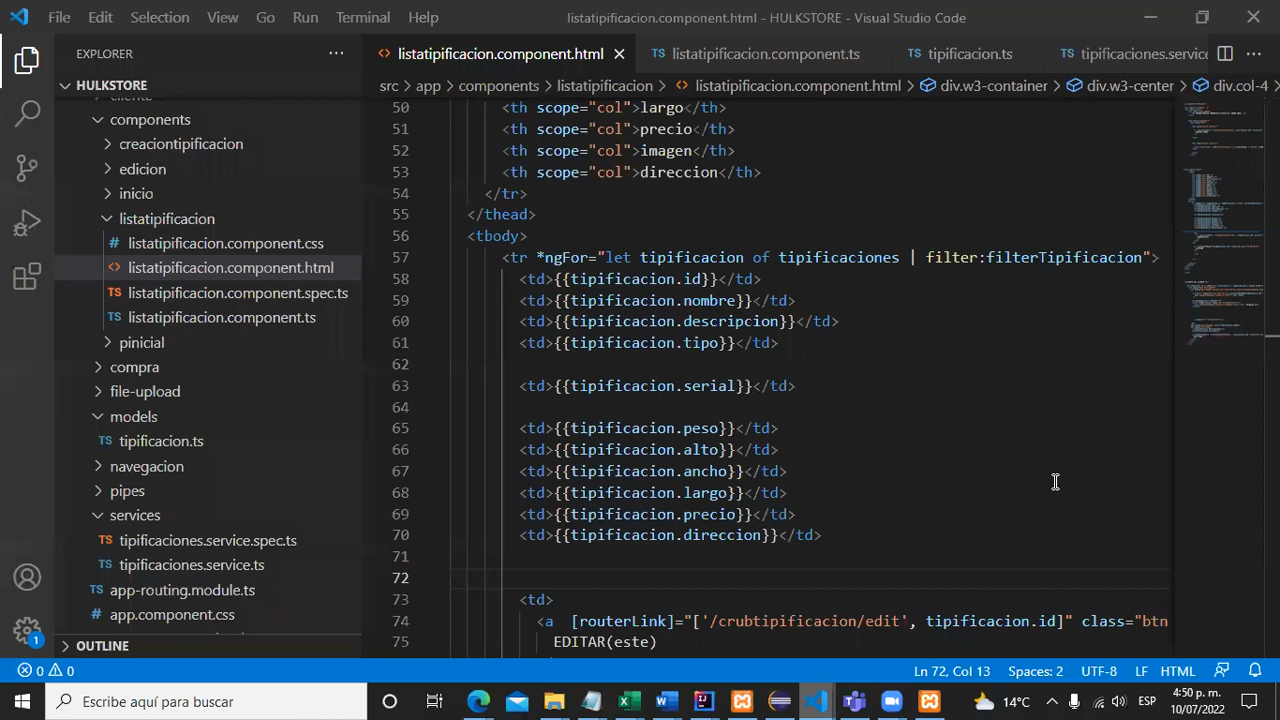 File Edit Selection View Go Run Terminal Help listatipificacion.component.html - HULKSTORE - Visual Studio Code
EXPLORER
listatipificacion.component.html listatipificacion.component.ts tipificacion.ts tipificaciones.servic
HULKSTORE
src > app > components > listatipificacion > listatipificacion.component.html > div.w3-container > div.w3-center > div.col-4
cliente
components
creaciontipificacion
edicion
inicio
listatipificacion
listatipificacion.component.css
listatipificacion.component.html
TS listatipificacion.component.spec.ts
TS listatipificacion.component.ts
pinicial
compra
file-upload
models
TS tipificacion.ts
navegacion
pipes
services
TS tipificaciones.service.spec.ts
TS tipificaciones.service.ts
TS app-routing.module.ts
app.component.css
OUTLINE
50 <th scope="col">largo</th>
51 <th scope="col">precio</th>
52 <th scope="col">imagen</th>
53 <th scope="col">direccion</th>
54 </tr>
55 </thead>
56 <tbody>
57 <tr *ngFor="let tipificacion of tipificaciones | filter:filterTipificacion">
58 <td>{{tipificacion.id}}</td>
59 <td>{{tipificacion.nombre}}</td>
60 <td>{{tipificacion.descripcion}}</td>
61 <td>{{tipificacion.tipo}}</td>
62
63 <td>{{tipificacion.serial}}</td>
64
65 <td>{{tipificacion.peso}}</td>
66 <td>{{tipificacion.alto}}</td>
67 <td>{{tipificacion.ancho}}</td>
68 <td>{{tipificacion.largo}}</td>
69 <td>{{tipificacion.precio}}</td>
70 <td>{{tipificacion.direccion}}</td>
71
72
73 <td>
74 <a [routerLink]="['/crubtipificacion/edit', tipificacion.id]" class="btn
75 EDITAR(este)
0 0 Ln 72, Col 13 Spaces: 2 UTF-8 LF HTML
1
Escribe aquí para buscar
14°C ESP 4:50 p. m.
10/07/2022